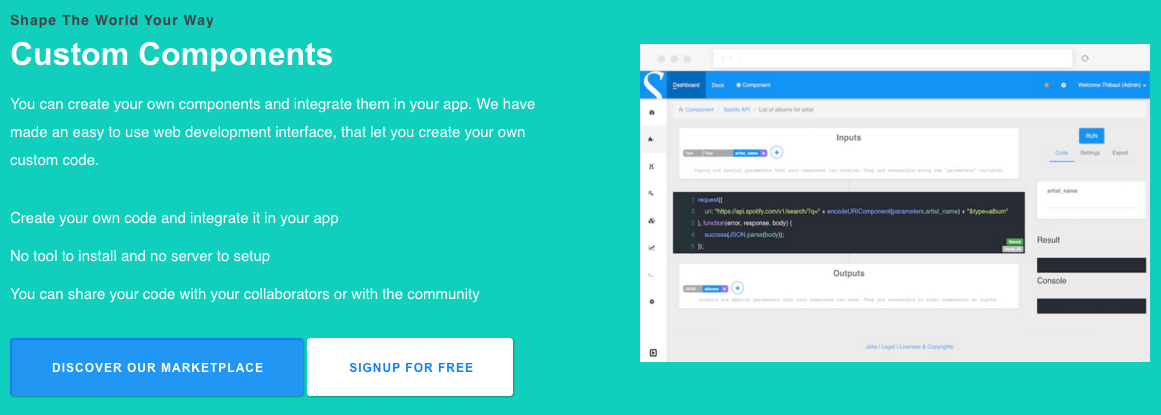 Shape The World Your Way
Custom Components
You can create your own components and integrate them in your app. We have
made an easy to use web development interface, that let you create your own
custom code.
Create your own code and integrate it in your app
No tool to install and no server to setup
You can share your code with your collaborators or with the community
DISCOVER OUR MARKETPLACE
SIGNUP FOR FREE
Dashboard Docs Component Welcome Thibaut (Admin)
Component / Spotify API / List of albums for artist
Inputs
Text Text artist_name +
Inputs are special parameters that your component can receive. They are accessible using the "parameters" variable.
1 request({
2 uri: "https://api.spotify.com/v1/search/?q=" + encodeURIComponent(parameters.artist_name) + "&type=album"
3 }, function(error, response, body) {
4 success(JSON.parse(body));
5 });
Saved
Node.JS
Outputs
JSON albums +
Outputs are special parameters that your component can send. They are accessible in other components as inputs.
RUN
Code Settings Export
artist_name
Result
Console
Jobs | Legal | Licenses & Copyrights